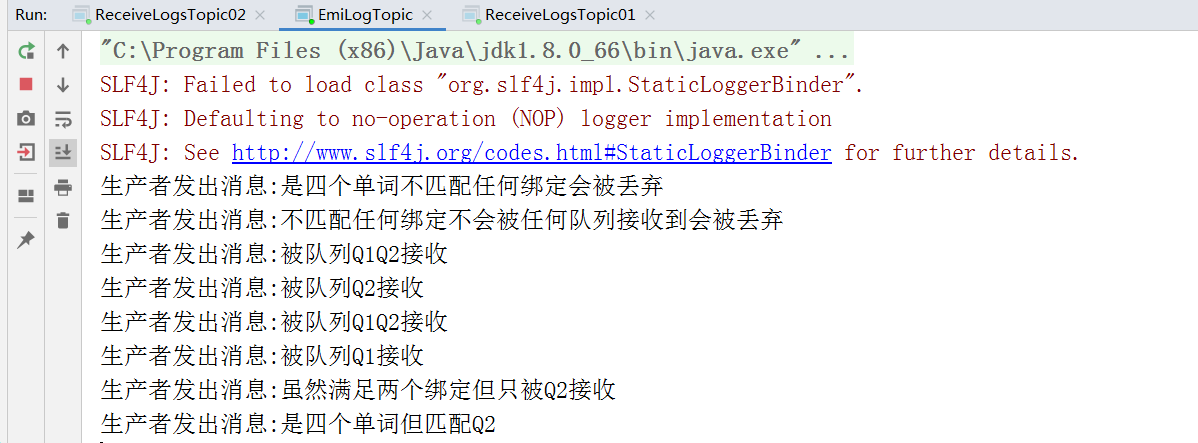 Run: ReceiveLogsTopic02 EmiLogTopic ReceiveLogsTopic01
"C:\Program Files (x86)\Java\jdk1.8.0_66\bin\java.exe" ...
SLF4J: Failed to load class "org.slf4j.impl.StaticLoggerBinder".
SLF4J: Defaulting to no-operation (NOP) logger implementation
SLF4J: See http://www.slf4j.org/codes.html#StaticLoggerBinder for further details.
生产者发出消息:是四个单词不匹配任何绑定会被丢弃
生产者发出消息:不匹配任何绑定不会被任何队列接收到会被丢弃
生产者发出消息:被队列Q1Q2接收
生产者发出消息:被队列Q2接收
生产者发出消息:被队列Q1Q2接收
生产者发出消息:被队列Q1接收
生产者发出消息:虽然满足两个绑定但只被Q2接收
生产者发出消息:是四个单词但匹配Q2